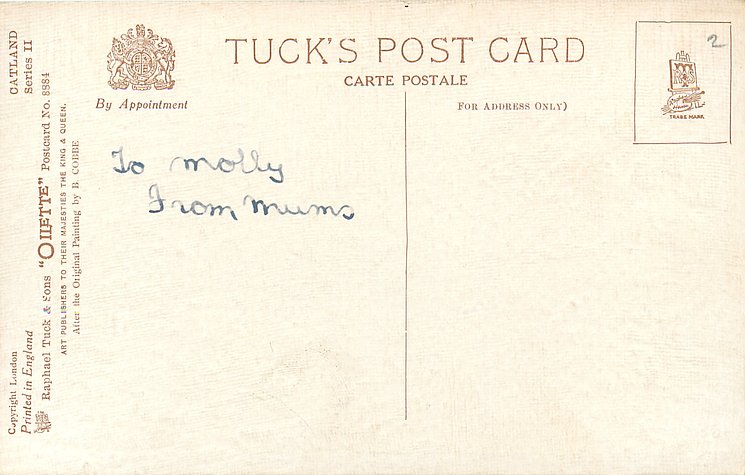 TUCK'S POST CARD
CARTE POSTALE
By Appointment
FOR ADDRESS ONLY)
2
TRADE MARK
To Molly
From Mums
CATLAND
Series II
Copyright London
Printed in England
Raphael Tuck & Sons "OILETTE" Postcard No. 8884
ART PUBLISHERS TO THEIR MAJESTIES THE KING & QUEEN.
After the Original Painting by B. COBBE